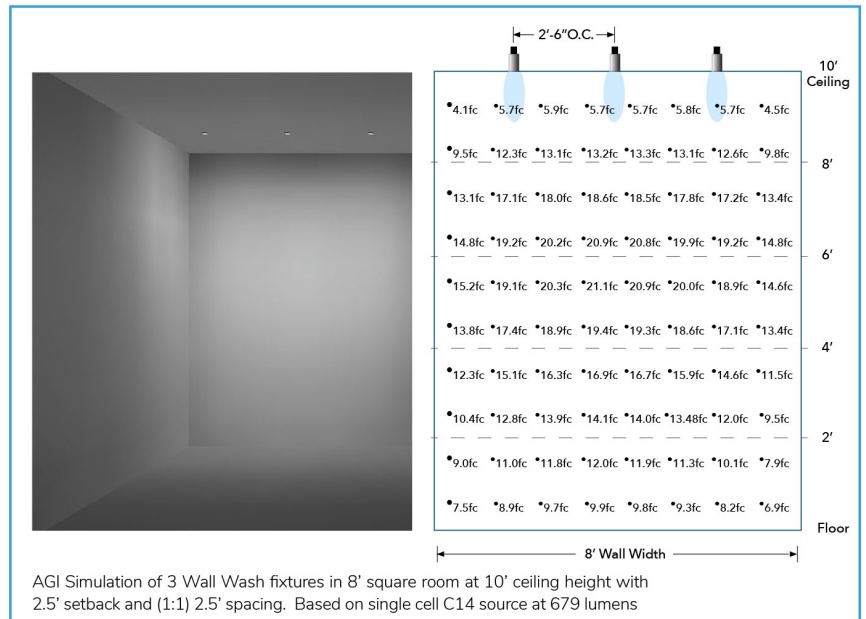 2'-6"O.C.
10'
Ceiling
4.1fc 5.7fc 5.9fc 5.7fc 5.7fc 5.8fc 5.7fc 4.5fc
9.5fc 12.3fc 13.1fc 13.2fc 13.3fc 13.1fc 12.6fc 9.8fc
8'
13.1fc 17.1fc 18.0fc 18.6fc 18.5fc 17.8fc 17.2fc 13.4fc
14.8fc 19.2fc 20.2fc 20.9fc 20.8fc 19.9fc 19.2fc 14.8fc
6'
15.2fc 19.1fc 20.3fc 21.1fc 20.9fc 20.0fc 18.9fc 14.6fc
13.8fc 17.4fc 18.9fc 19.4fc 19.3fc 18.6fc 17.1fc 13.4fc
4'
12.3fc 15.1fc 16.3fc 16.9fc 16.7fc 15.9fc 14.6fc 11.5fc
10.4fc 12.8fc 13.9fc 14.1fc 14.0fc 13.48fc 12.0fc 9.5fc
2'
9.0fc 11.0fc 11.8fc 12.0fc 11.9fc 11.3fc 10.1fc 7.9fc
7.5fc 8.9fc 9.7fc 9.9fc 9.8fc 9.3fc 8.2fc 6.9fc
Floor
8' Wall Width
AGI Simulation of 3 Wall Wash fixtures in 8' square room at 10' ceiling height with
2.5' setback and (1:1) 2.5' spacing. Based on single cell C14 source at 679 lumens